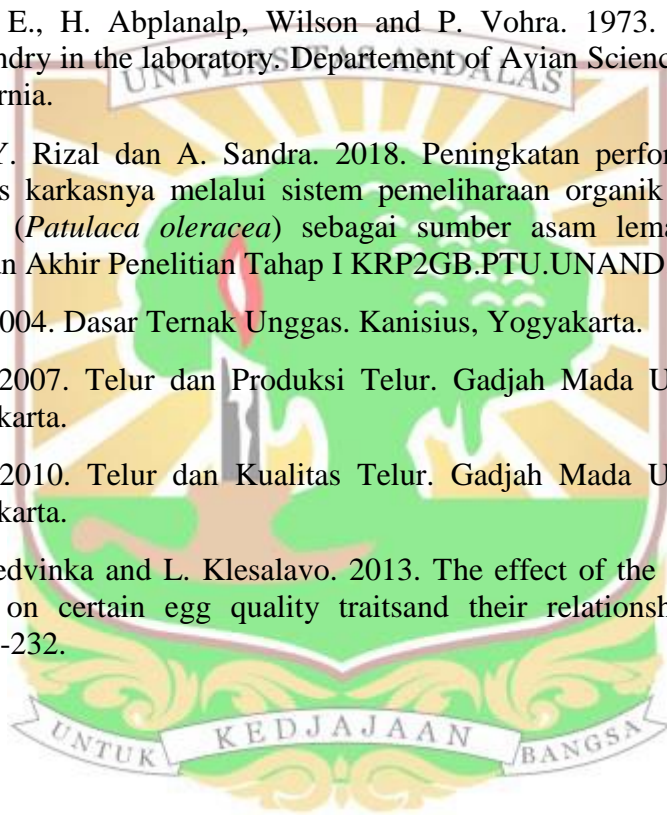 E., H. Abplanalp, Wilson and P. Vohra. 1973.
ndry in the laboratory. Departement of Avian Scienc
rnia.
Y. Rizal dan A. Sandra. 2018. Peningkatan perfor
s karkasnya melalui sistem pemeliharaan organik
(Patulaca oleracea) sebagai sumber asam lema
an Akhir Penelitian Tahap I KRP2GB.PTU.UNAND
004. Dasar Ternak Unggas. Kanisius, Yogyakarta.
2007. Telur dan Produksi Telur. Gadjah Mada U
karta.
2010. Telur dan Kualitas Telur. Gadjah Mada U
karta.
edvinka and L. Klesalavo. 2013. The effect of the
on certain egg quality traitsand their relationsh
-232.
UNIVERSITAS ANDALAS
UNTUK KEDJAJAAN BANGSA